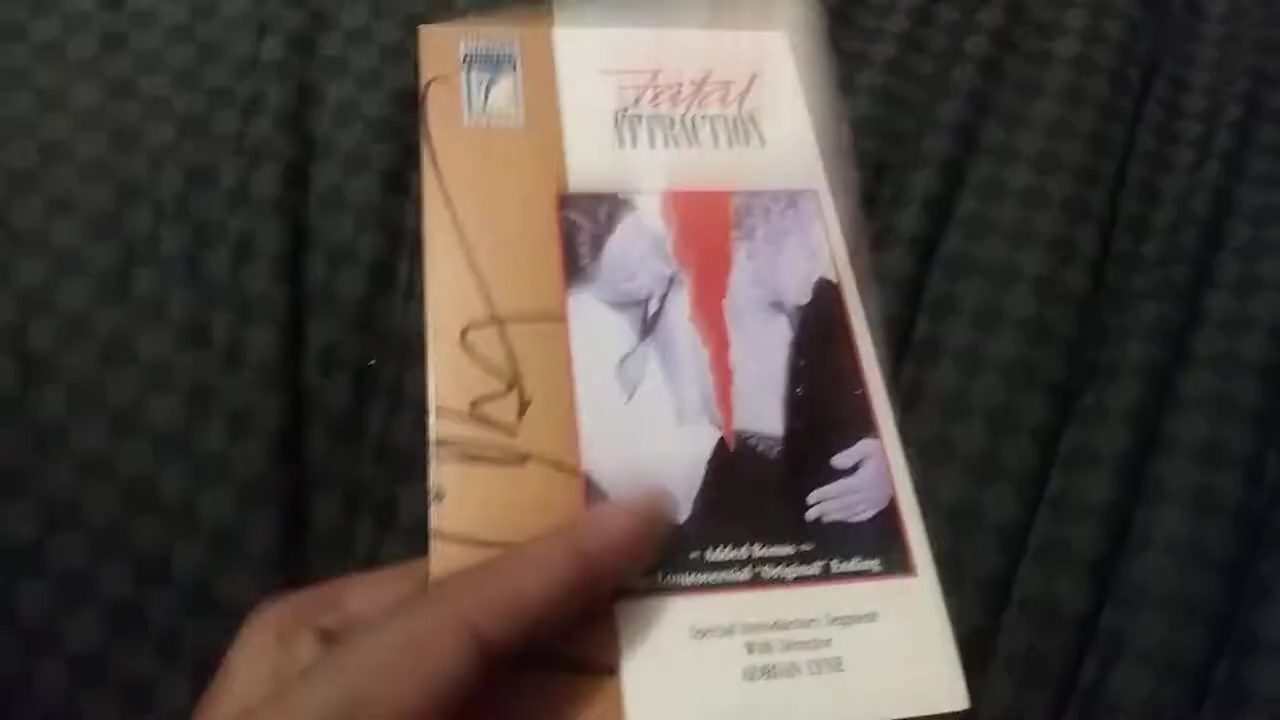 Fatal
ATTRACTION
~ Added Bonus ~
Controversial "Original" Ending
Special Introductory Segment
With Director
ADRIAN LYNE